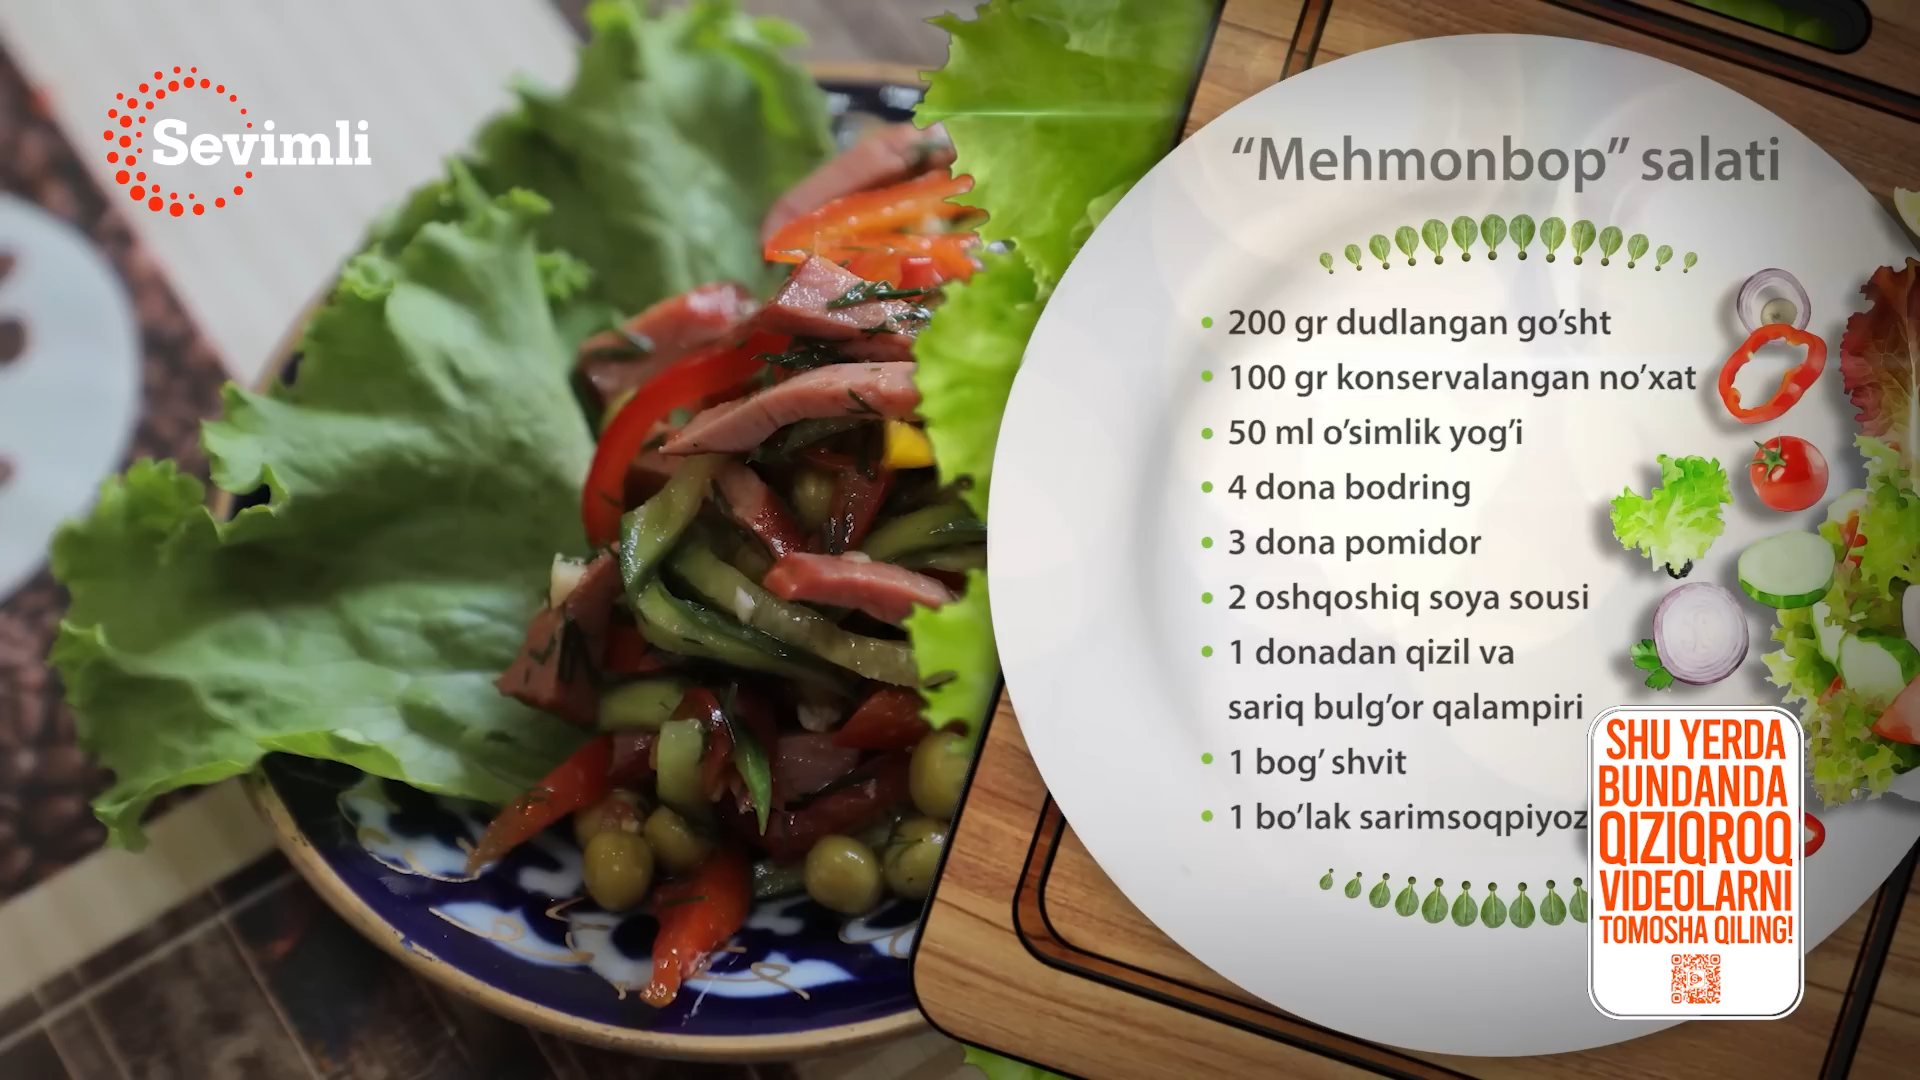 Sevimli
“Mehmonbop” salati
200 gr dudlangan go’sht
100 gr konservalangan no’xat
50 ml o’simlik yog’i
4 dona bodring
3 dona pomidor
2 oshqoshiq soya sousi
1 donadan qizil va
sariq bulg’or qalampiri
1 bog’ shvit
1 bo’lak sarimsoqpiyoz
SHU YERDA
BUNDANDA
QIZIQROQ
VIDEOLARNI
TOMOSHA QILING!